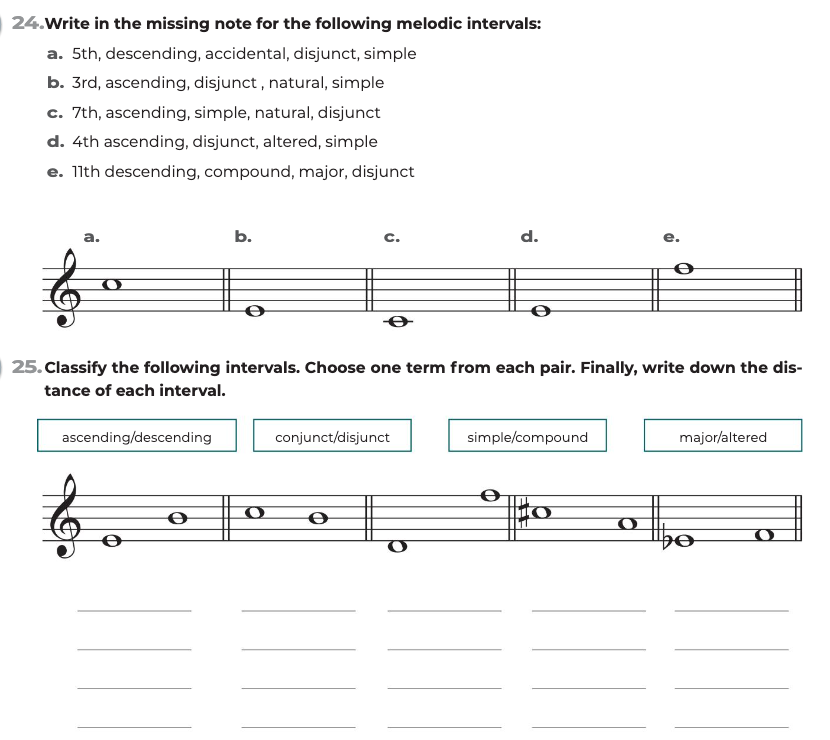 24. Write in the missing note for the following melodic intervals:
a. 5th, descending, accidental, disjunct, simple
b. 3rd, ascending, disjunct , natural, simple
c. 7th, ascending, simple, natural, disjunct
d. 4th ascending, disjunct, altered, simple
e. 11th descending, compound, major, disjunct
a. b. c. d. e.
25. Classify the following intervals. Choose one term from each pair. Finally, write down the dis-
tance of each interval.
ascending/descending conjunct/disjunct simple/compound major/altered